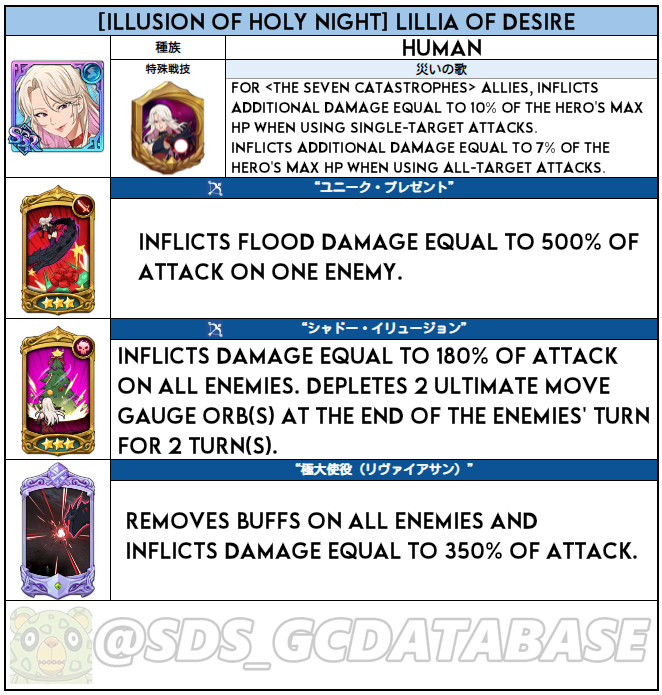 [ILLUSION OF HOLY NIGHT] LILLIA OF DESIRE
種族
HUMAN
特殊戦技
災いの歌
FOR <THE SEVEN CATASTROPHES> ALLIES, INFLICTS
ADDITIONAL DAMAGE EQUAL TO 10% OF THE HERO'S MAX
HP WHEN USING SINGLE-TARGET ATTACKS.
INFLICTS ADDITIONAL DAMAGE EQUAL TO 7% OF THE
HERO'S MAX HP WHEN USING ALL-TARGET ATTACKS.
“ユニーク・プレゼント”
INFLICTS FLOOD DAMAGE EQUAL TO 500% OF
ATTACK ON ONE ENEMY.
“シャドー・イリュージョン”
INFLICTS DAMAGE EQUAL TO 180% OF ATTACK
ON ALL ENEMIES. DEPLETES 2 ULTIMATE MOVE
GAUGE ORB(S) AT THE END OF THE ENEMIES' TURN
FOR 2 TURN(S).
“極大使役（リヴァイアサン）”
REMOVES BUFFS ON ALL ENEMIES AND
INFLICTS DAMAGE EQUAL TO 350% OF ATTACK.
@SDS_GCDATABASE